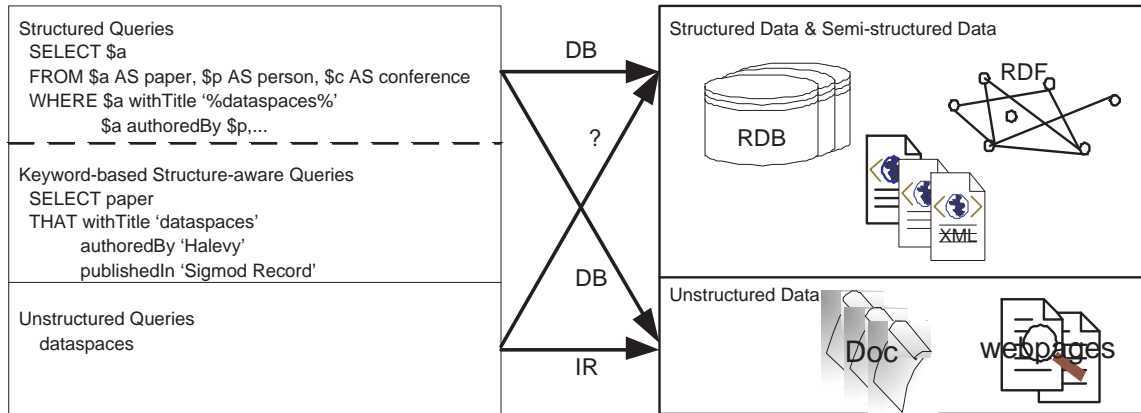 Structured Queries
SELECT $a
FROM $a AS paper, $p AS person, $c AS conference
WHERE $a withTitle ‘%dataspaces%’
$a authoredBy $p,...
Keyword-based Structure-aware Queries
SELECT paper
THAT withTitle ‘dataspaces’
authoredBy ‘Halevy’
publishedIn ‘Sigmod Record’
Unstructured Queries
dataspaces
DB
?
DB
IR
Structured Data & Semi-structured Data
RDB
RDF
XML
Unstructured Data
Doc
webpages